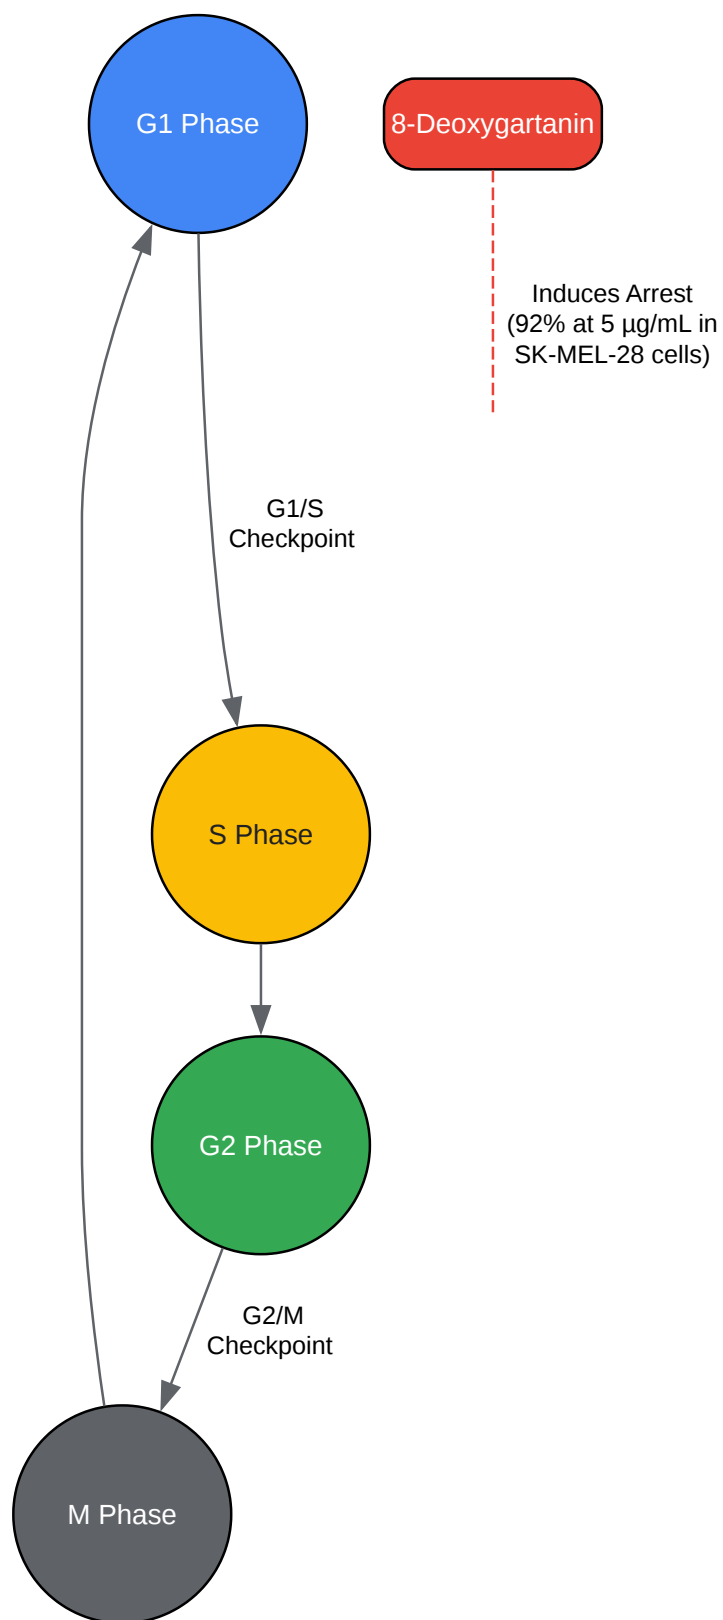 G1 Phase
8-Deoxygartanin
Induces Arrest
(92% at 5 µg/mL in
SK-MEL-28 cells)
G1/S
Checkpoint
S Phase
G2 Phase
G2/M
Checkpoint
M Phase